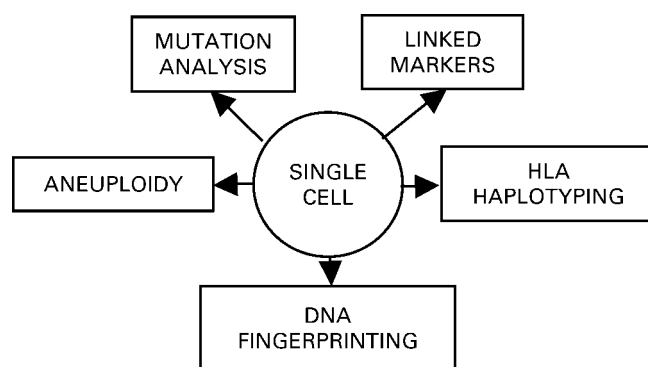 MUTATION
ANALYSIS
LINKED
MARKERS
ANEUPLOIDY
SINGLE
CELL
HLA
HAPLOTYPING
DNA
FINGERPRINTING